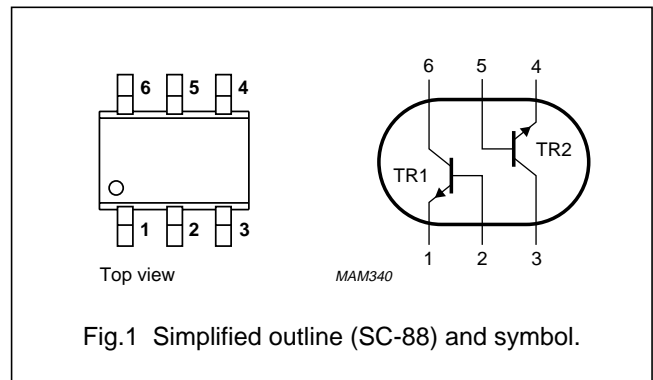 6 5 4
1 2 3
Top view
6 5 4
TR1 TR2
1 2 3
MAM340
Fig.1 Simplified outline (SC-88) and symbol.